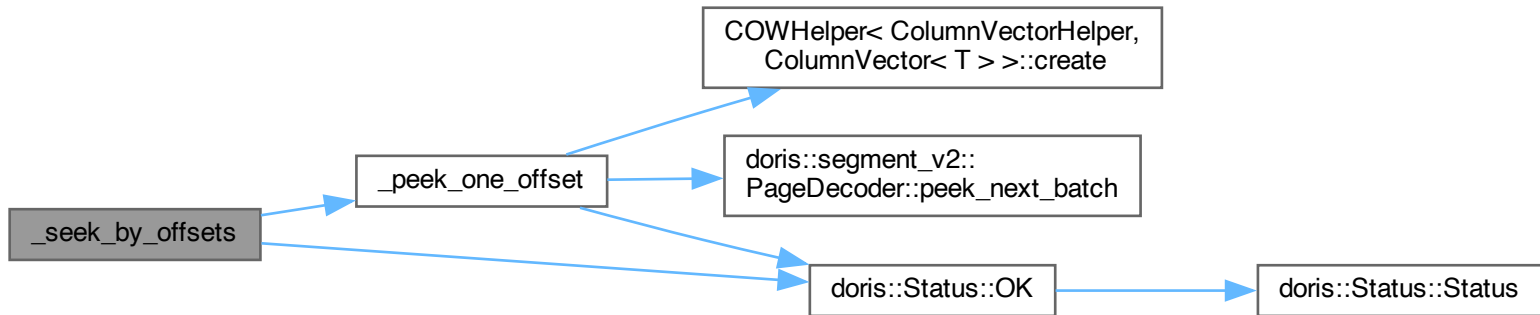 COWHelper< ColumnVectorHelper,
ColumnVector< T > >::create
_peek_one_offset
doris::segment_v2::
PageDecoder::peek_next_batch
_seek_by_offsets
doris::Status::OK
doris::Status::Status